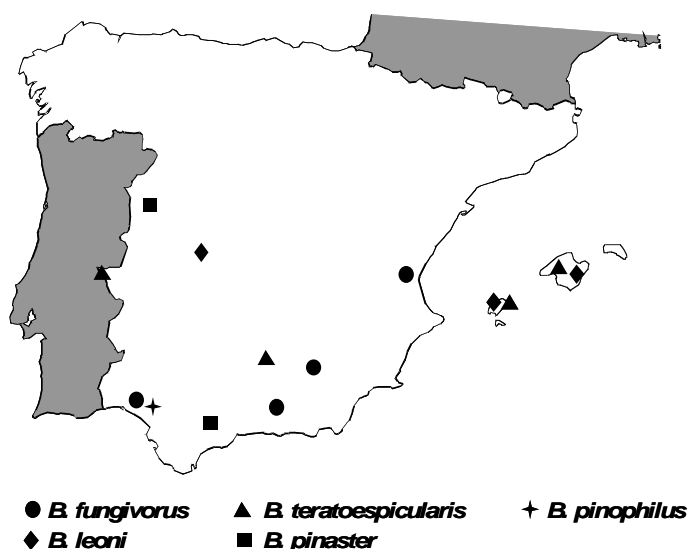 B. fungivorus B. teratoespicularis B. pinophilus
B. leoni B. pinaster